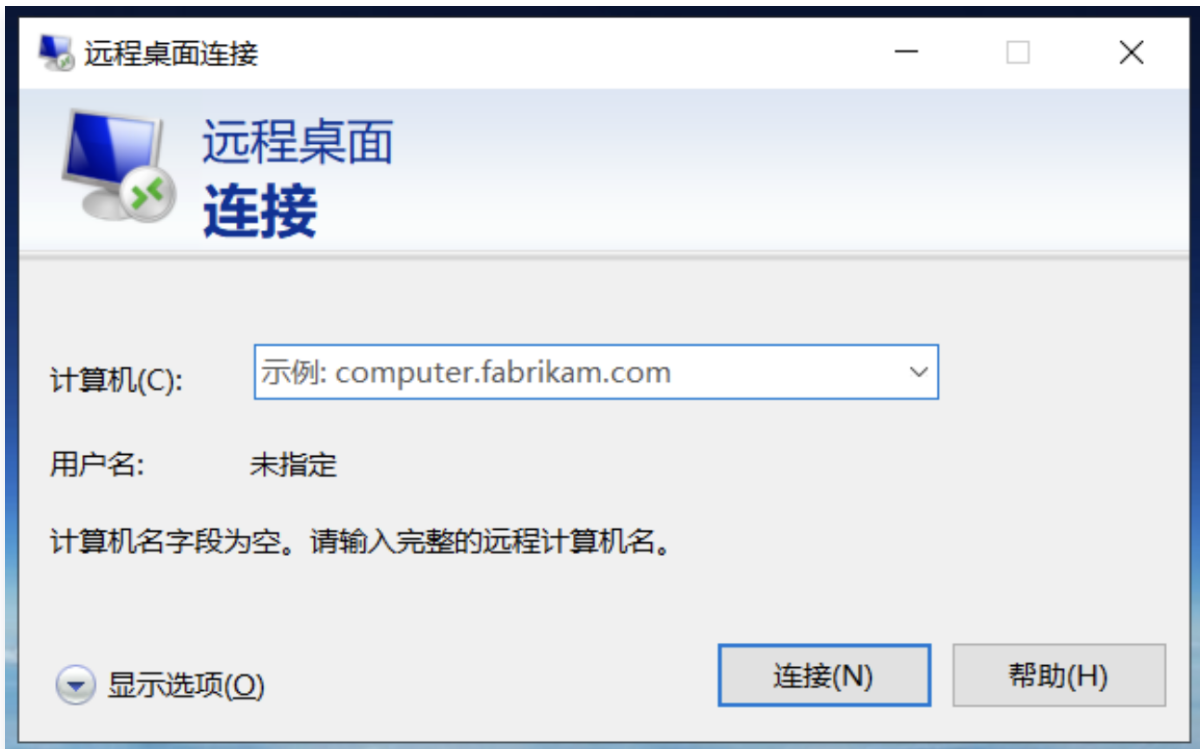 远程桌面连接
远程桌面
连接
计算机(C):
示例: computer.fabrikam.com
用户名:
未指定
计算机名字段为空。请输入完整的远程计算机名。
显示选项(O)
连接(N)
帮助(H)